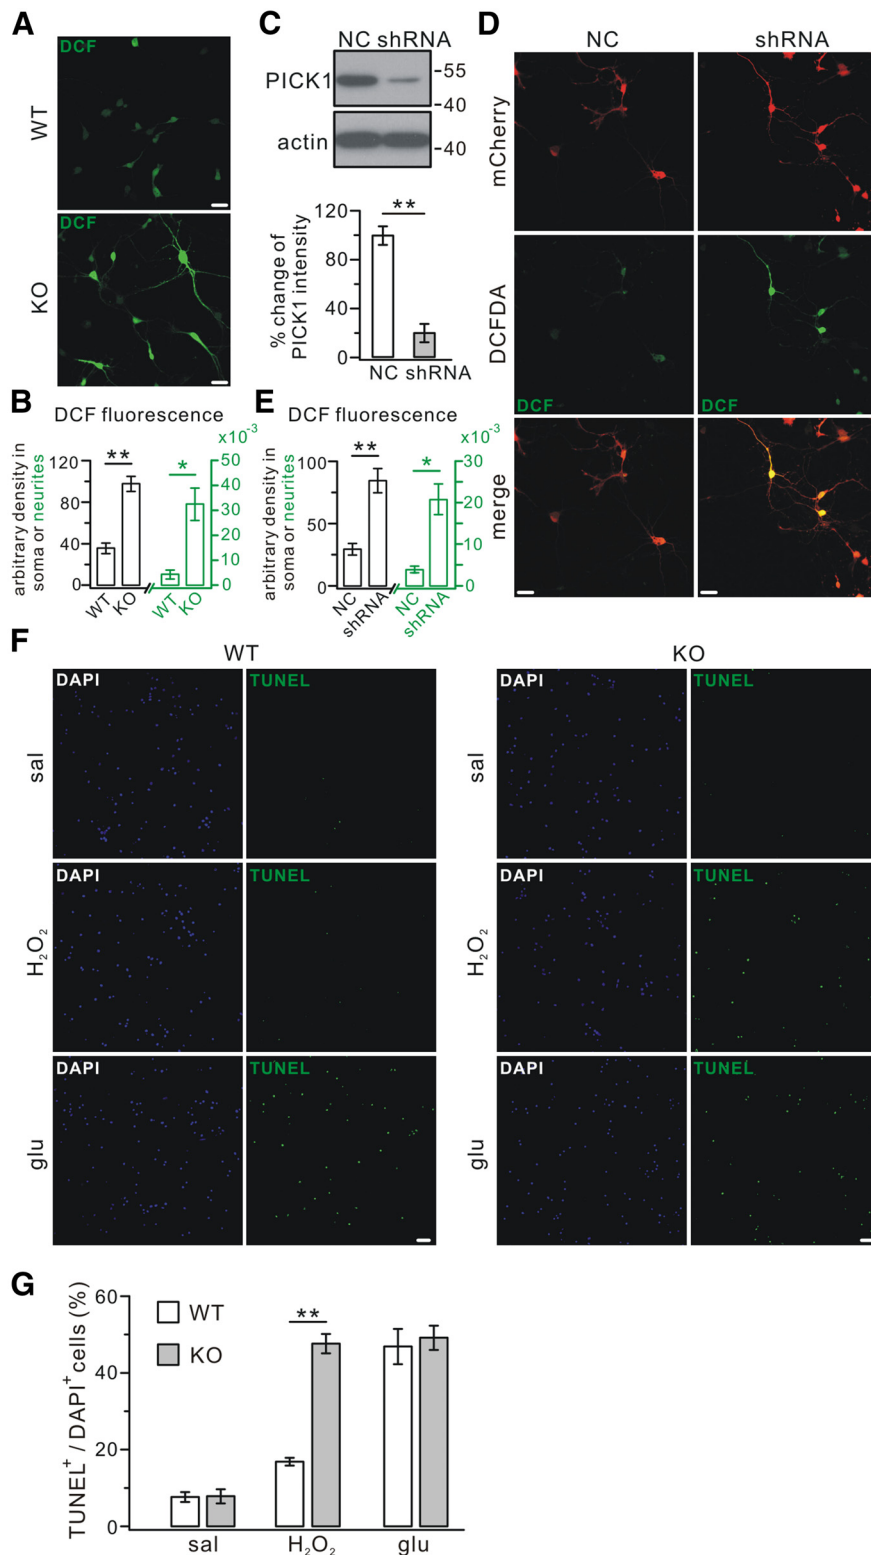 A
DCF
WT
DCF
KO
B
DCF fluorescence
arbitrary density in
soma or neurites
120
80
40
0
WT
KO
×10⁻³
50
40
30
20
10
0
WT
KO
**
*
C
NC shRNA
PICK1
-55
-40
actin
-40
% change of
PICK1 intensity
120
80
40
0
**
NC shRNA
D
NC
shRNA
mCherry
DCFDA
DCF
DCF
merge
E
DCF fluorescence
arbitrary density in
soma or neurites
100
50
0
NC
shRNA
×10⁻³
30
20
10
0
NC
shRNA
**
*
F
WT
KO
sal
DAPI
TUNEL
sal
DAPI
TUNEL
H₂O₂
DAPI
TUNEL
H₂O₂
DAPI
TUNEL
glu
DAPI
TUNEL
glu
DAPI
TUNEL
G
TUNEL⁺ / DAPI⁺ cells (%)
60
40
20
0
WT
KO
**
sal
H₂O₂
glu